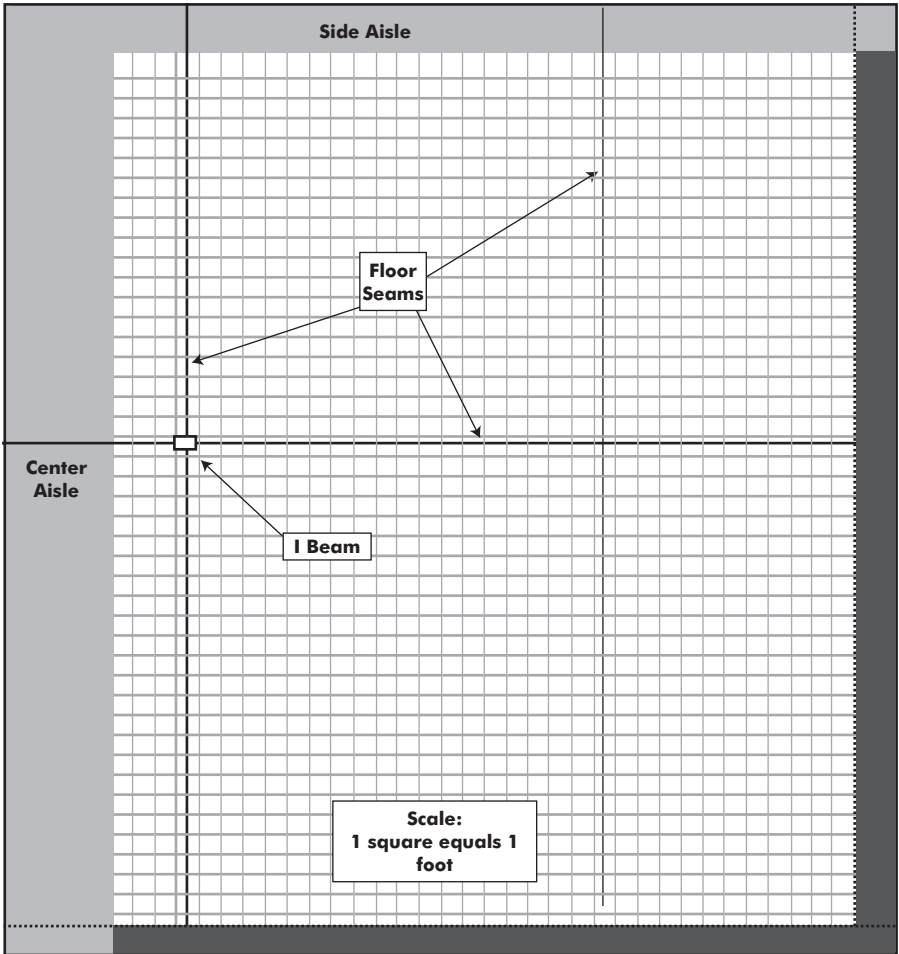 Side Aisle
Floor
Seams
Center
Aisle
I Beam
Scale:
1 square equals 1
foot